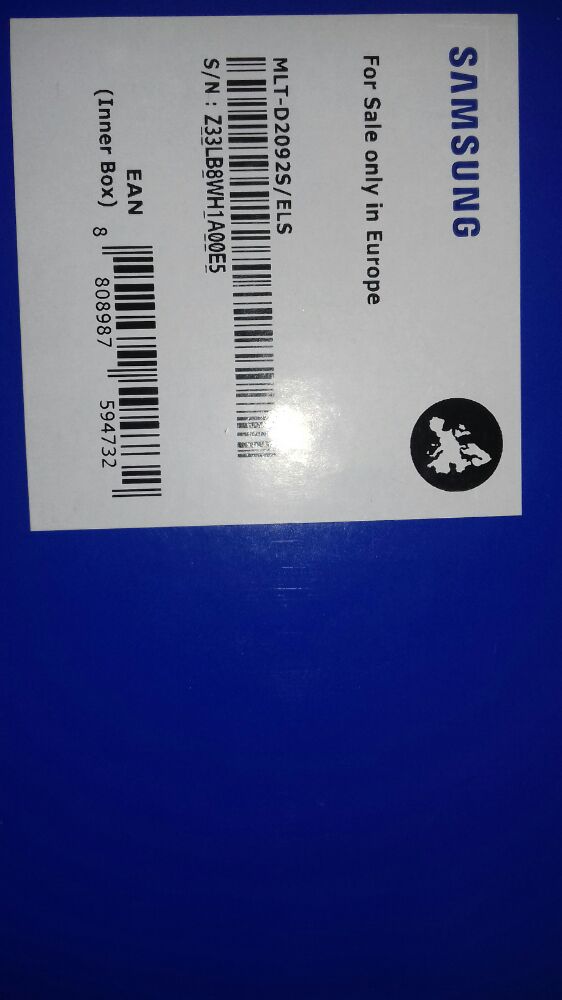 SAMSUNG
For Sale only in Europe
MLT-D2092S/ELS
S/N : Z33LB8WH1A00E5
EAN
(Inner Box)
8 808987 594732